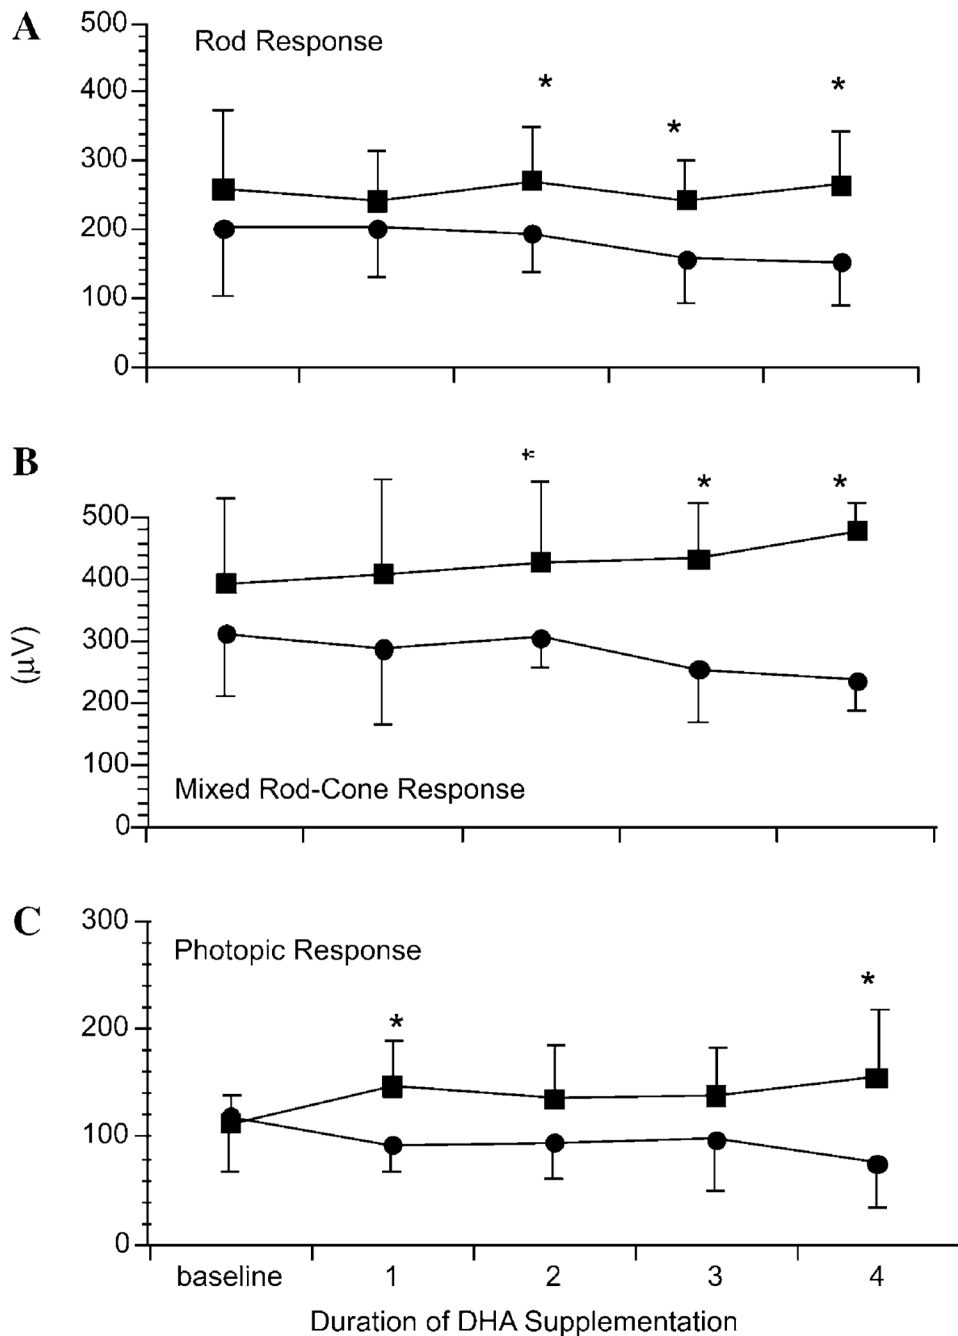 A
500
Rod Response
400
* * *
300
200
100
0
B
* * *
500
400
300
200
100
0
(μV)
Mixed Rod-Cone Response
C
300
Photopic Response
* *
200
100
0
baseline 1 2 3 4
Duration of DHA Supplementation